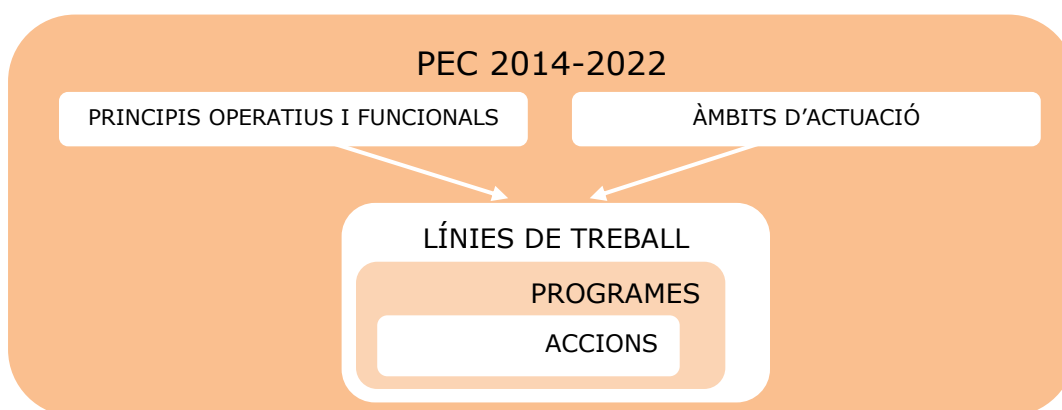 PEC 2014-2022
PRINCIPIS OPERATIUS I FUNCIONALS
ÀMBITS D’ACTUACIÓ
LÍNIES DE TREBALL
PROGRAMES
ACCIONS